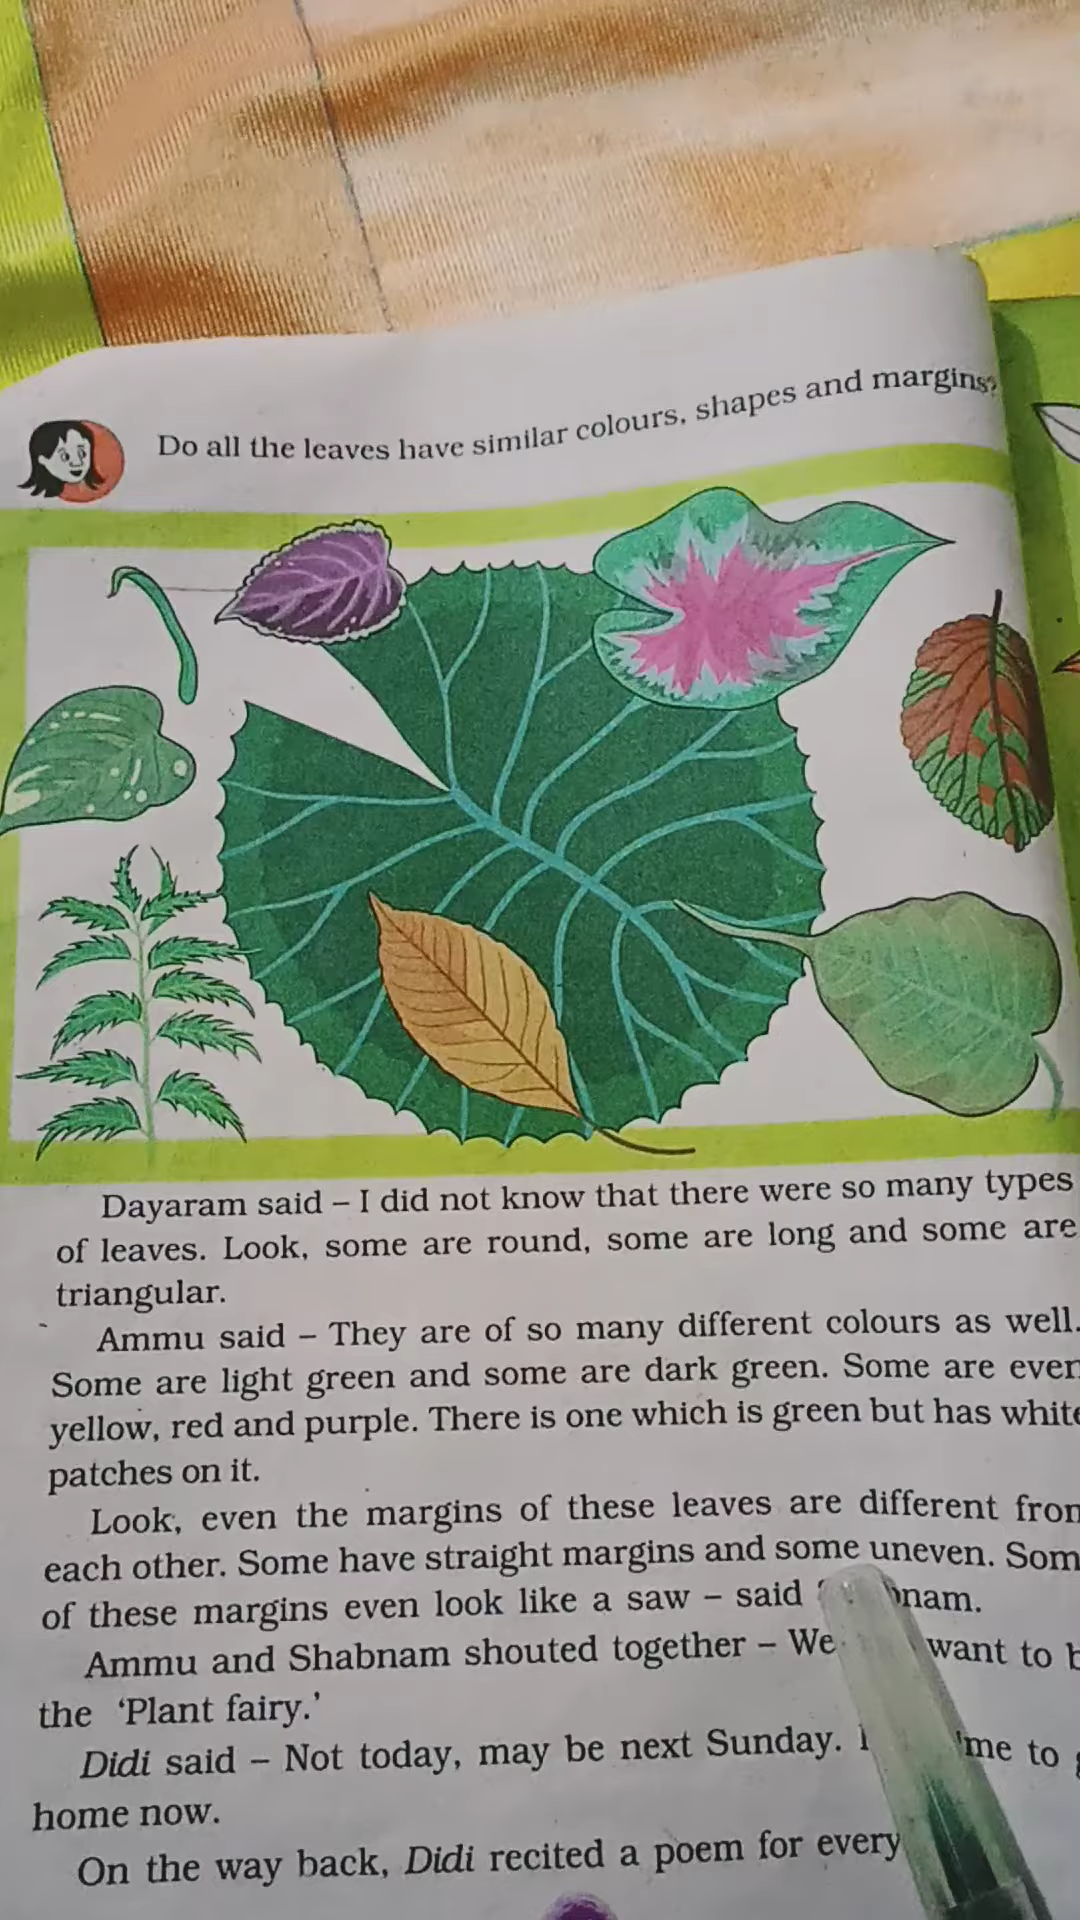 Do all the leaves have similar colours, shapes and margins?
Dayaram said – I did not know that there were so many types
of leaves. Look, some are round, some are long and some are
triangular.
Ammu said – They are of so many different colours as well.
Some are light green and some are dark green. Some are even
yellow, red and purple. There is one which is green but has white
patches on it.
Look, even the margins of these leaves are different from
each other. Some have straight margins and some uneven. Som
of these margins even look like a saw – said
Ammu and Shabnam shouted together – We want to
the ‘Plant fairy.’
Didi said – Not today, may be next Sunday. to
home now.
On the way back, Didi recited a poem for every